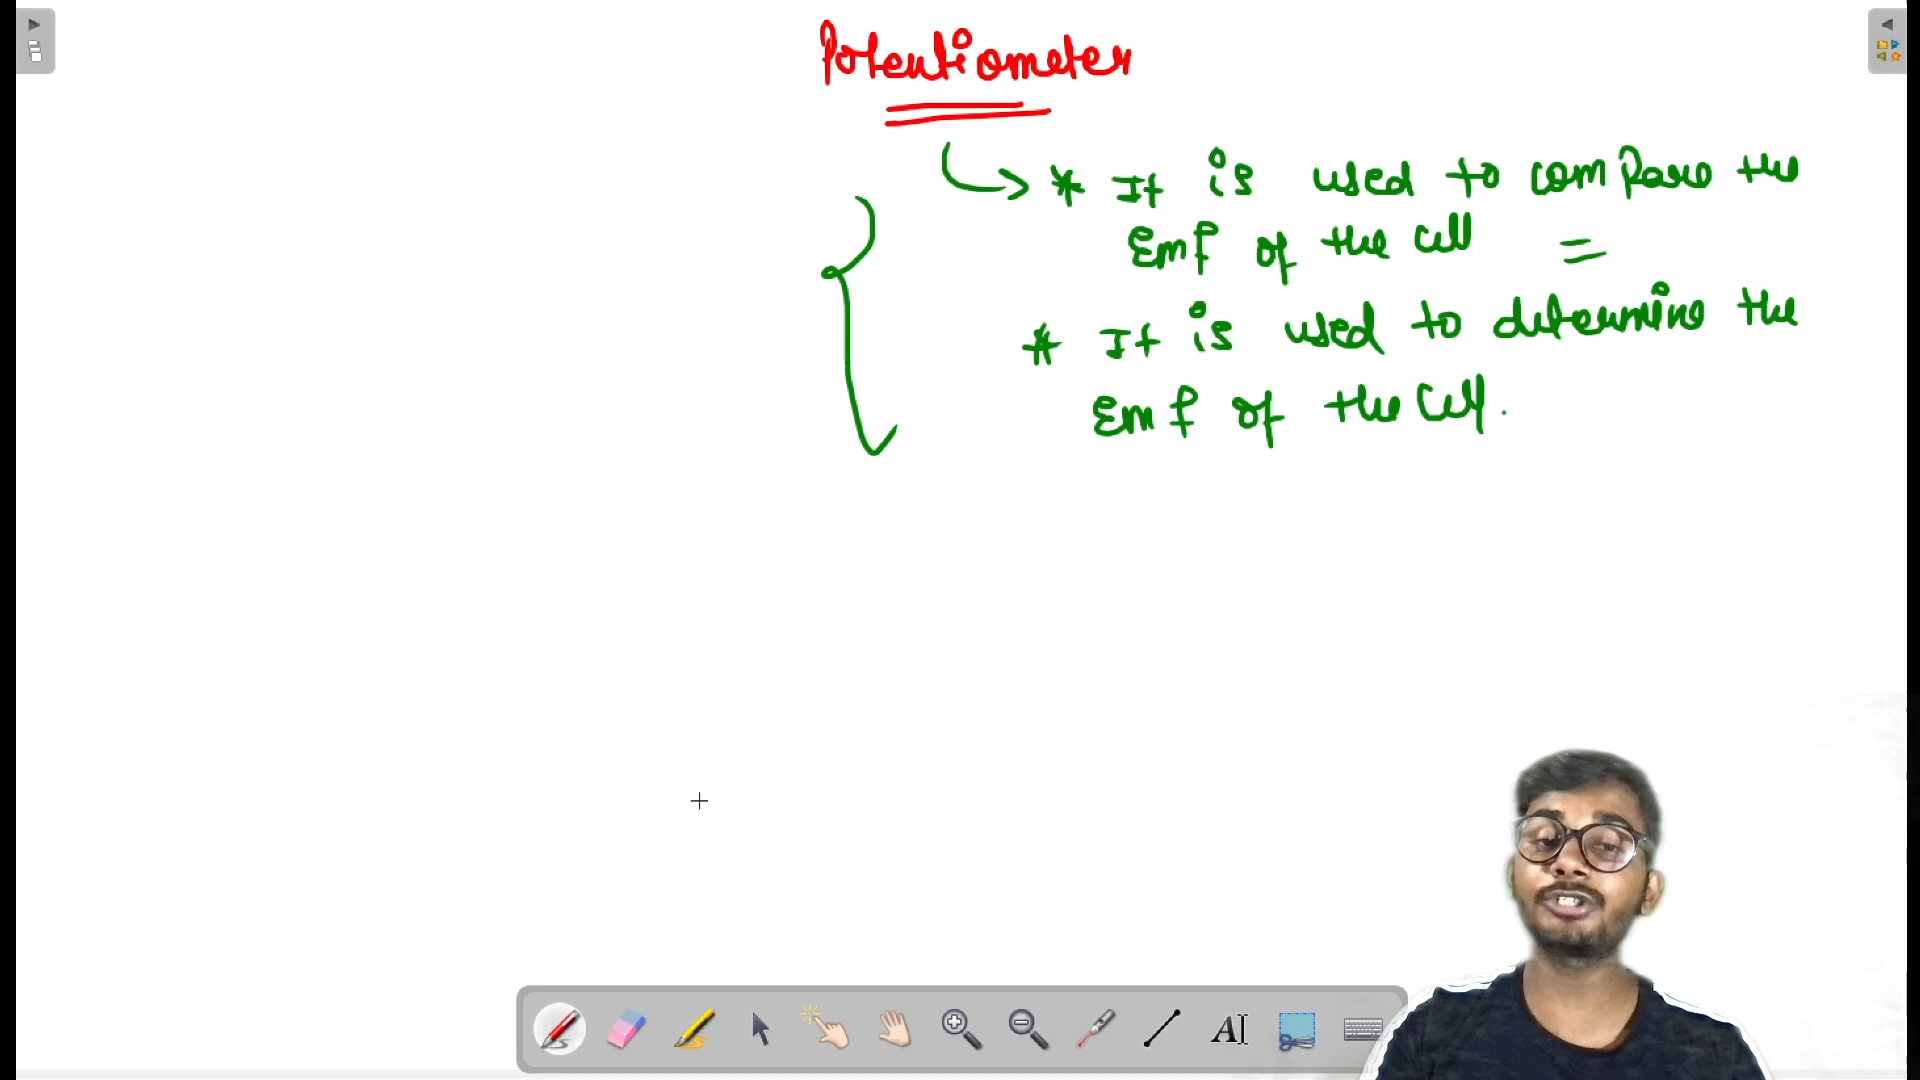 Potentiometer
* It is used to compare the
Emf of the cell =
* It is used to determine the
Emf of the Cell.
A